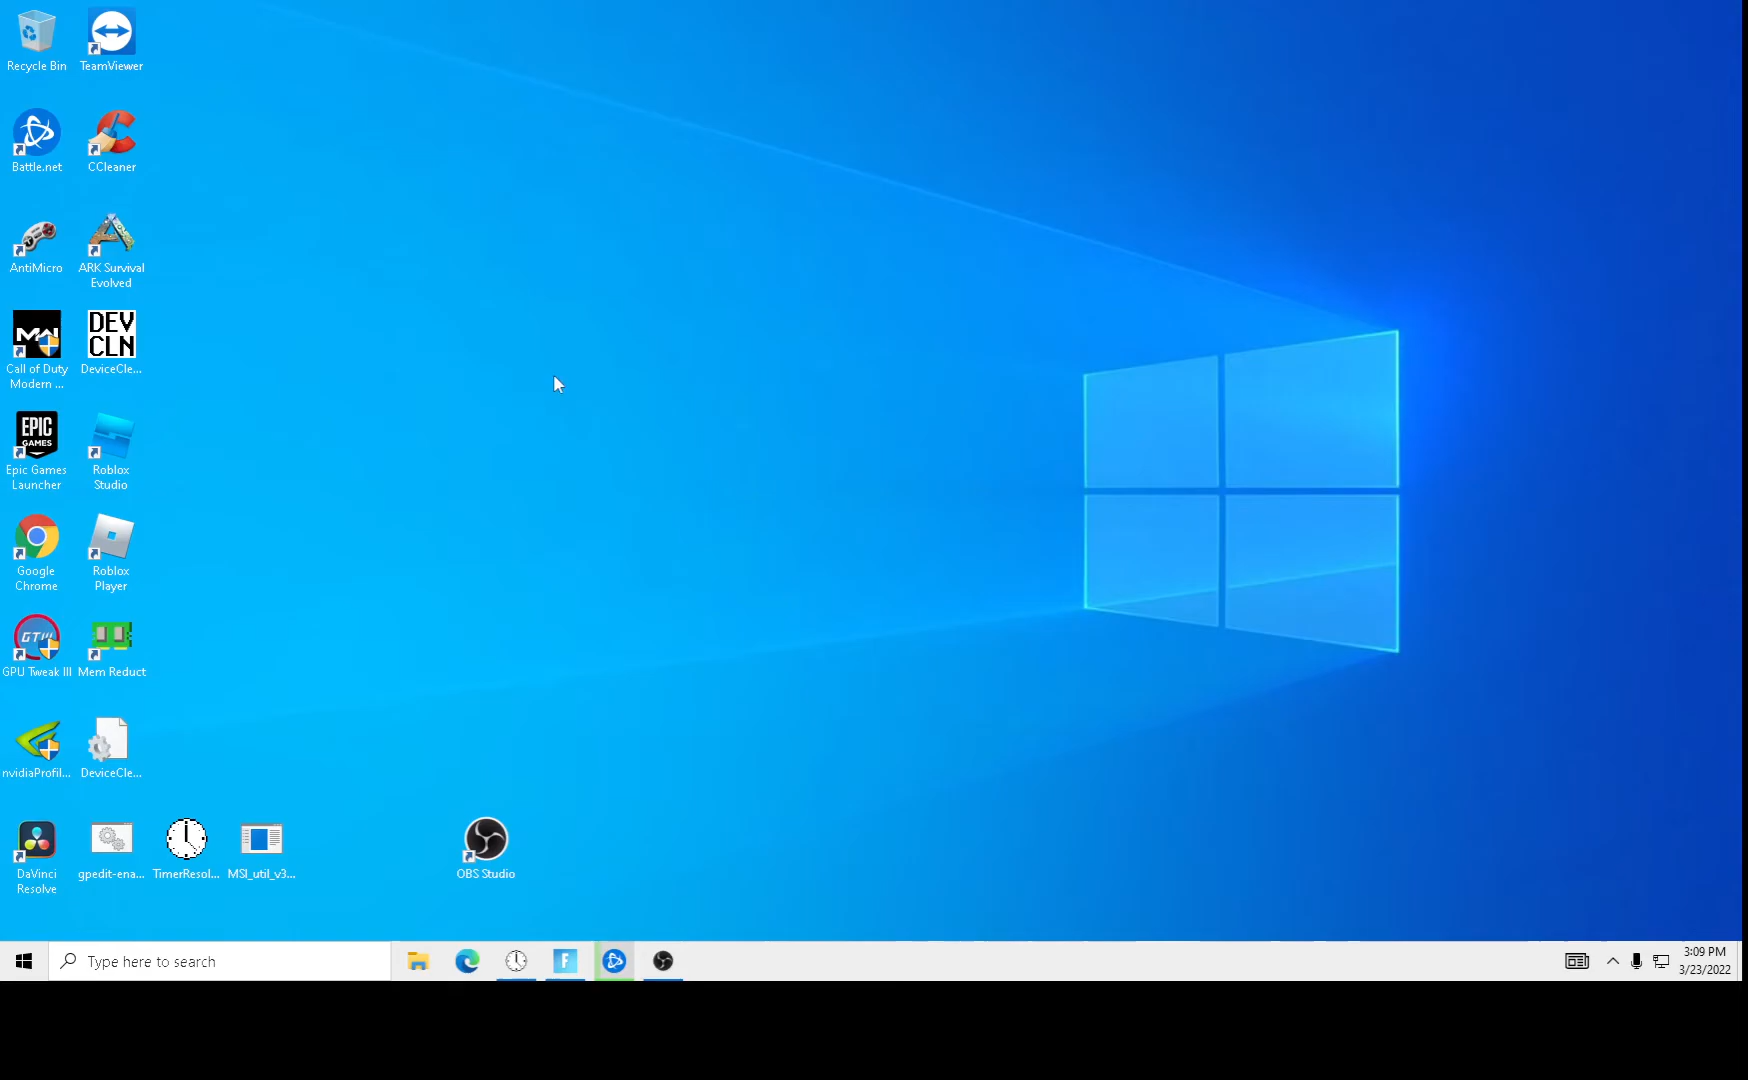 Recycle Bin
TeamViewer
Battle.net
CCleaner
AntiMicro
ARK Survival
Evolved
Call of Duty
Modern ...
DEV
CLN
DeviceCle...
EPIC
GAMES
Epic Games
Launcher
Roblox
Studio
Google
Chrome
Roblox
Player
GTIII
GPU Tweak III
Mem Reduct
nvidiaProfil...
DeviceCle...
DaVinci
Resolve
gpedit-ena...
TimerResol...
MSI_util_v3...
OBS Studio
Type here to search
F
3:09 PM
3/23/2022